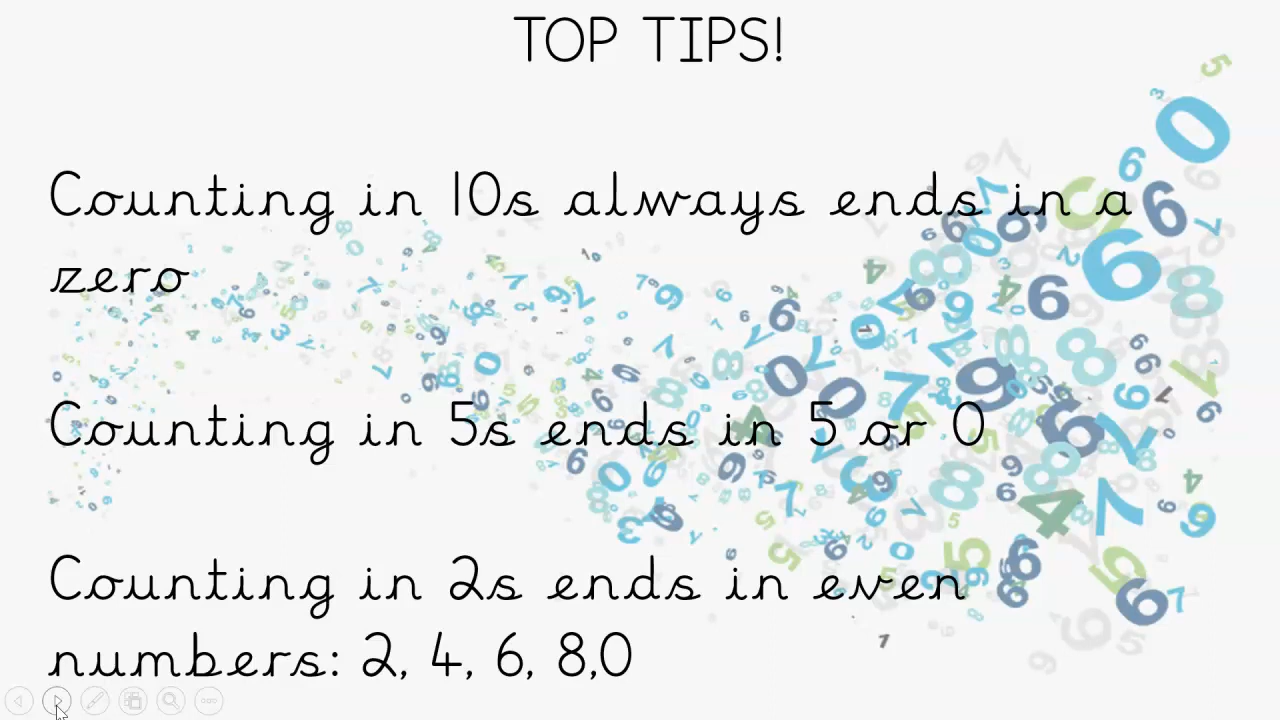 TOP TIPS!
Counting in 10s always ends in a
zero
Counting in 5s ends in 5 or 0
Counting in 2s ends in even
numbers: 2, 4, 6, 8,0